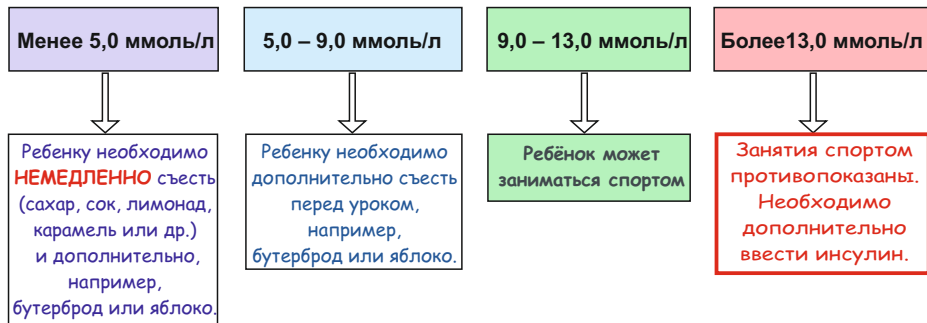 Менее 5,0 ммоль/л
Ребенку необходимо
НЕМЕДЛЕННО съесть
(сахар, сок, лимонад,
карамель или др.)
и дополнительно,
например,
бутерброд или яблоко.
5,0 – 9,0 ммоль/л
Ребенку необходимо
дополнительно съесть
перед уроком,
например,
бутерброд или яблоко.
9,0 – 13,0 ммоль/л
Ребёнок может
заниматься спортом
Более13,0 ммоль/л
Занятия спортом
противопоказаны.
Необходимо
дополнительно
ввести инсулин.